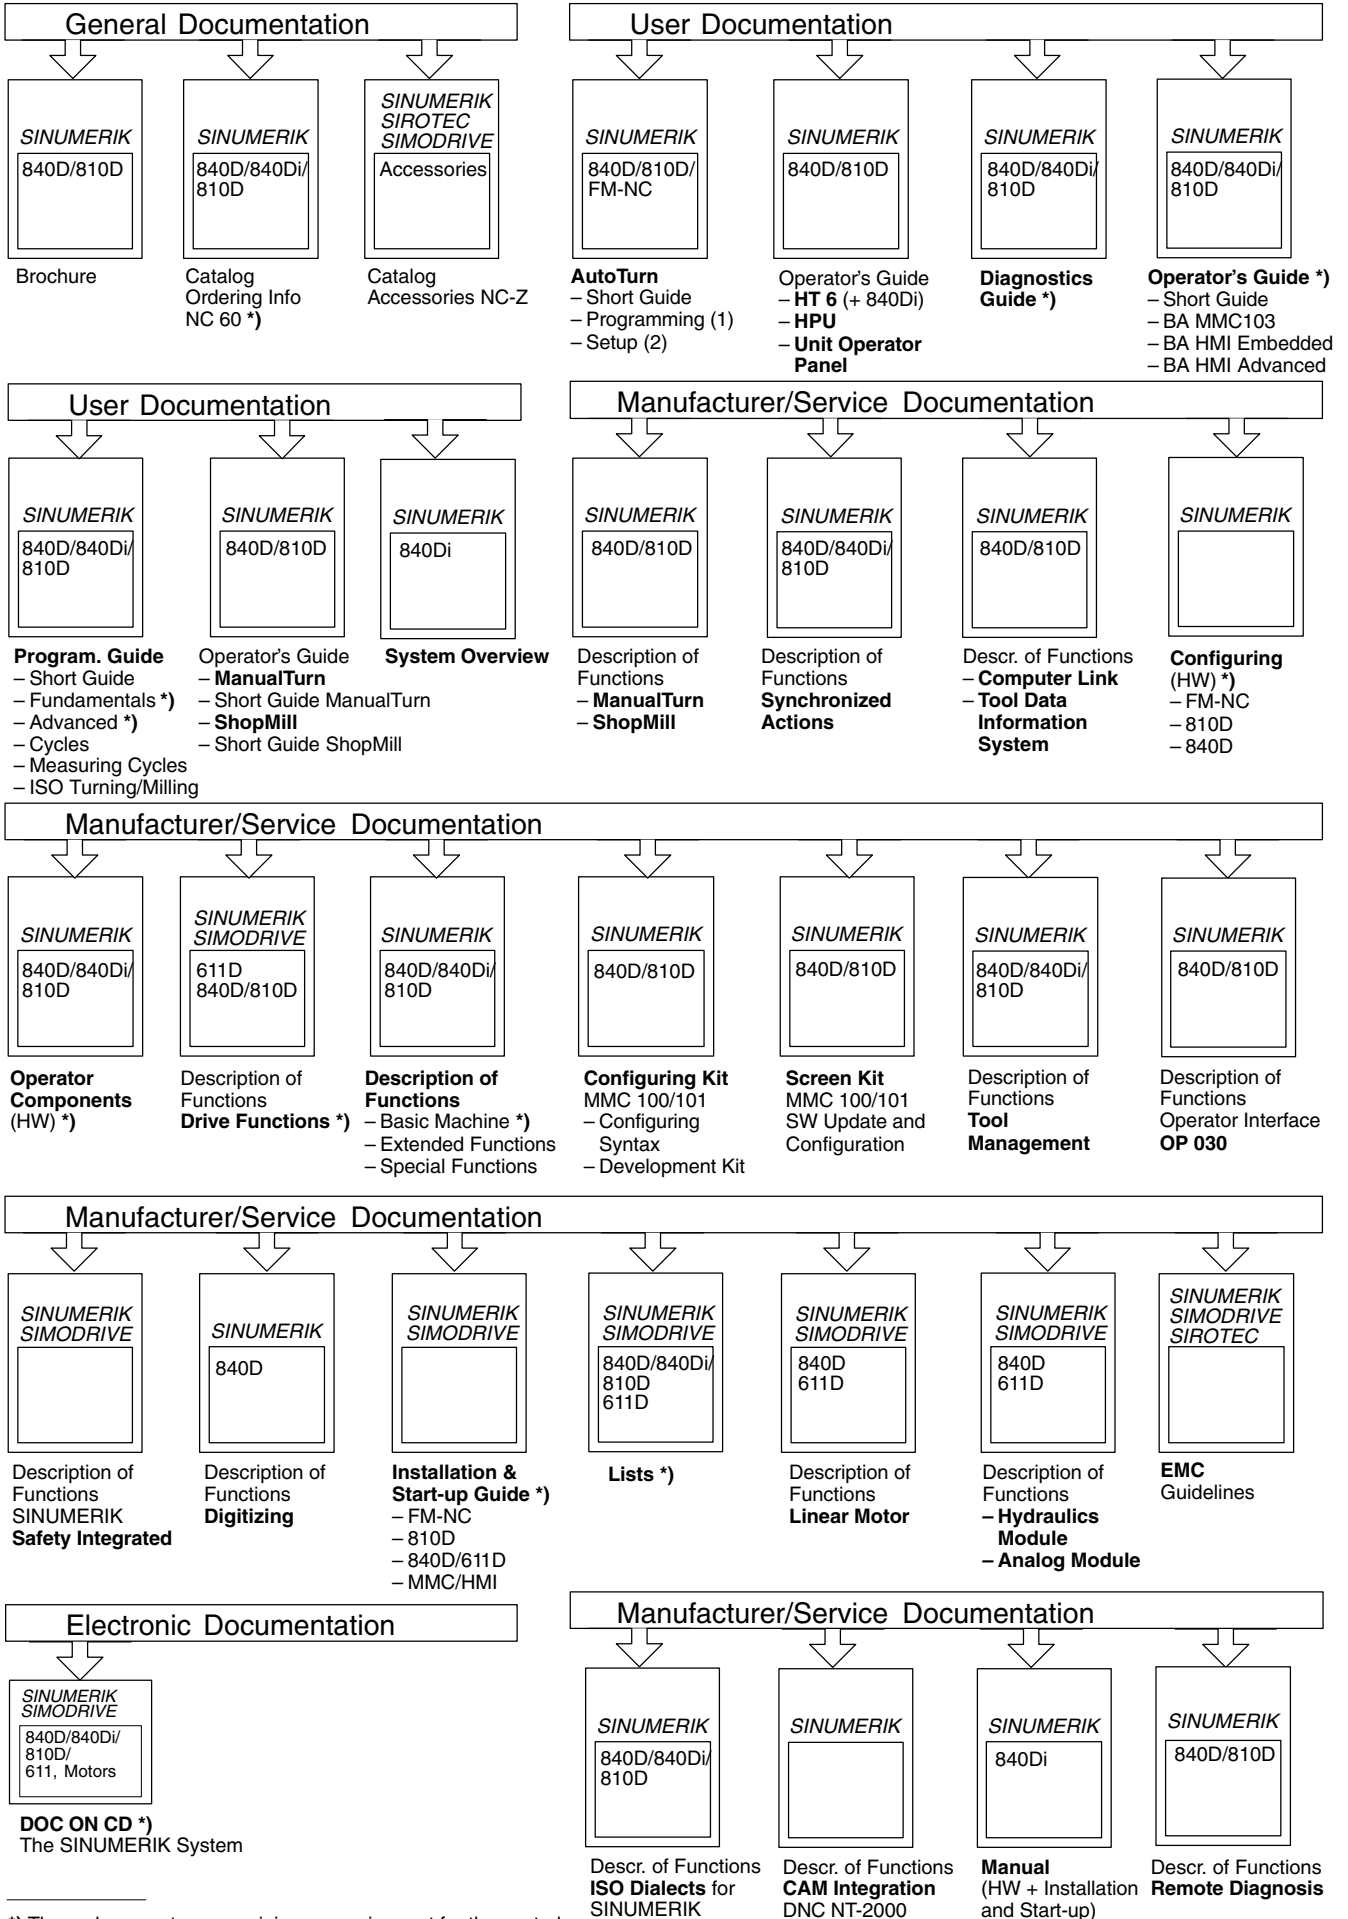 General Documentation
SINUMERIK
840D/810D
Brochure
SINUMERIK
840D/840Di/
810D
Catalog
Ordering Info
NC 60 *)
SINUMERIK
SIROTEC
SIMODRIVE
Accessories
Catalog
Accessories NC-Z
User Documentation
SINUMERIK
840D/810D/
FM-NC
AutoTurn
– Short Guide
– Programming (1)
– Setup (2)
SINUMERIK
840D/810D
Operator's Guide
– HT 6 (+ 840Di)
– HPU
– Unit Operator
Panel
SINUMERIK
840D/840Di/
810D
Diagnostics
Guide *)
SINUMERIK
840D/840Di/
810D
Operator's Guide *)
– Short Guide
– BA MMC103
– BA HMI Embedded
– BA HMI Advanced
User Documentation
SINUMERIK
840D/840Di/
810D
Program. Guide
– Short Guide
– Fundamentals *)
– Advanced *)
– Cycles
– Measuring Cycles
– ISO Turning/Milling
SINUMERIK
840D/810D
Operator's Guide
– ManualTurn
– Short Guide ManualTurn
– ShopMill
– Short Guide ShopMill
SINUMERIK
840Di
System Overview
Manufacturer/Service Documentation
SINUMERIK
840D/810D
Description of
Functions
– ManualTurn
– ShopMill
SINUMERIK
840D/840Di/
810D
Description of
Functions
Synchronized
Actions
SINUMERIK
840D/810D
Descr. of Functions
– Computer Link
– Tool Data
Information
System
SINUMERIK
Configuring
(HW) *)
– FM-NC
– 810D
– 840D
Manufacturer/Service Documentation
SINUMERIK
840D/840Di/
810D
Operator
Components
(HW) *)
SINUMERIK
SIMODRIVE
611D
840D/810D
Description of
Functions
Drive Functions *)
SINUMERIK
840D/840Di/
810D
Description of
Functions
– Basic Machine *)
– Extended Functions
– Special Functions
SINUMERIK
840D/810D
Configuring Kit
MMC 100/101
– Configuring
Syntax
– Development Kit
SINUMERIK
840D/810D
Screen Kit
MMC 100/101
SW Update and
Configuration
SINUMERIK
840D/840Di/
810D
Description of
Functions
Tool
Management
SINUMERIK
840D/810D
Description of
Functions
Operator Interface
OP 030
Manufacturer/Service Documentation
SINUMERIK
SIMODRIVE
Description of
Functions
SINUMERIK
Safety Integrated
SINUMERIK
840D
Description of
Functions
Digitizing
SINUMERIK
SIMODRIVE
Installation &
Start-up Guide *)
– FM-NC
– 810D
– 840D/611D
– MMC/HMI
SINUMERIK
SIMODRIVE
840D/840Di/
810D
611D
Lists *)
SINUMERIK
SIMODRIVE
840D
611D
Description of
Functions
Linear Motor
SINUMERIK
SIMODRIVE
840D
611D
Description of
Functions
– Hydraulics
Module
– Analog Module
SINUMERIK
SIMODRIVE
SIROTEC
EMC
Guidelines
Electronic Documentation
SINUMERIK
SIMODRIVE
840D/840Di/
810D/
611, Motors
DOC ON CD *)
The SINUMERIK System
Manufacturer/Service Documentation
SINUMERIK
840D/840Di/
810D
Descr. of Functions
ISO Dialects for
SINUMERIK
SINUMERIK
Descr. of Functions
CAM Integration
DNC NT-2000
SINUMERIK
840Di
Manual
(HW + Installation
and Start-up)
SINUMERIK
840D/810D
Descr. of Functions
Remote Diagnosis